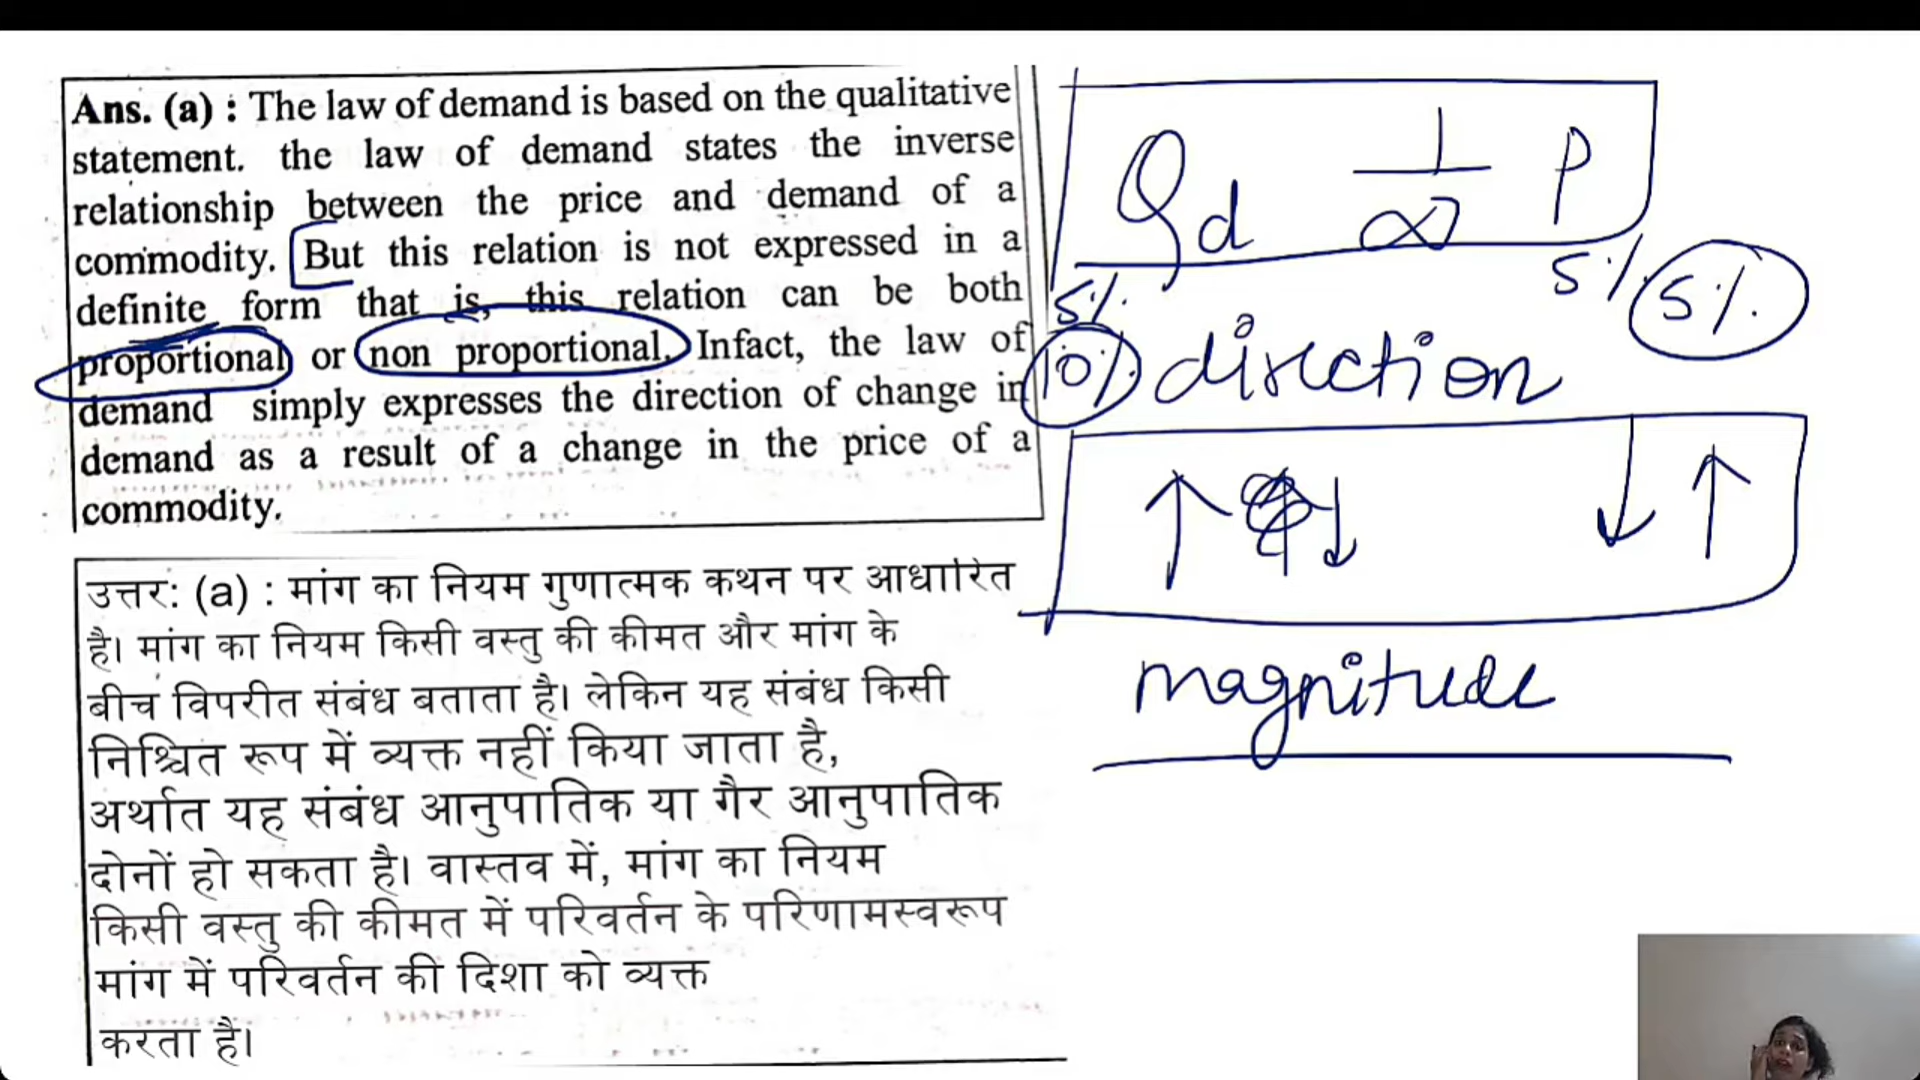 Ans. (a) : The law of demand is based on the qualitative
statement. the law of demand states the inverse
relationship between the price and demand of a
commodity. But this relation is not expressed in a
definite form that is, this relation can be both
proportional or non proportional. Infact, the law of
demand simply expresses the direction of change in
demand as a result of a change in the price of a
commodity.
उत्तर: (a) : मांग का नियम गुणात्मक कथन पर आधारित
है। मांग का नियम किसी वस्तु की कीमत और मांग के
बीच विपरीत संबंध बताता है। लेकिन यह संबंध किसी
निश्चित रूप में व्यक्त नहीं किया जाता है,
अर्थात यह संबंध आनुपातिक या गैर आनुपातिक
दोनों हो सकता है। वास्तव में, मांग का नियम
किसी वस्तु की कीमत में परिवर्तन के परिणामस्वरूप
मांग में परिवर्तन की दिशा को व्यक्त
करता है।
Qd 1/∝ P
5% 5% 5%
10% direction
↑ ↓ ↓ ↑
magnitude